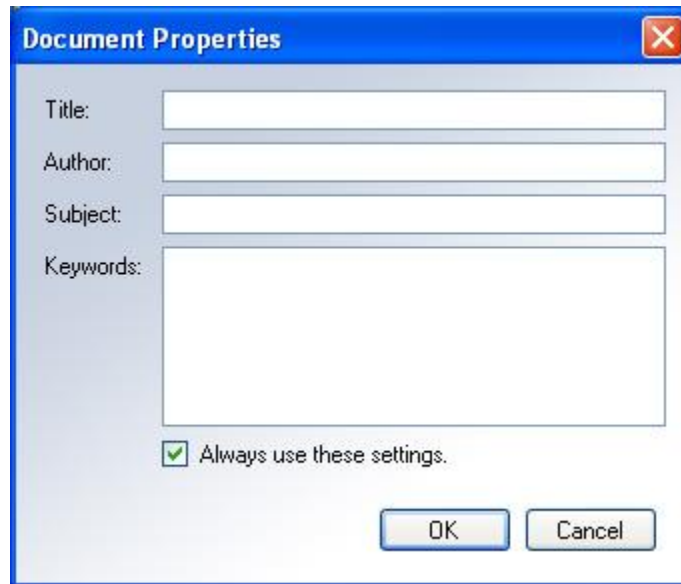 Document Properties
Title:
Author:
Subject:
Keywords:
Always use these settings.
OK Cancel